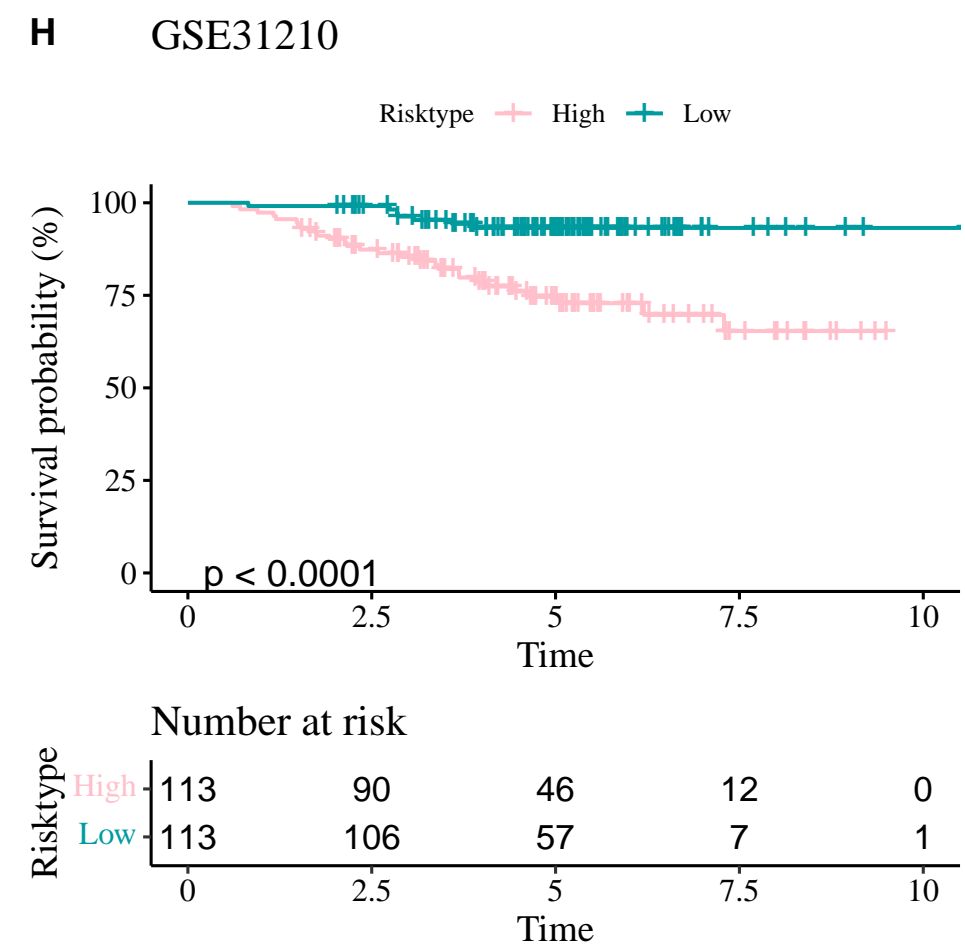 H GSE31210
Risktype High Low
Survival probability (%)
100
75
50
25
0
p < 0.0001
0 2.5 5 7.5 10
Time
Number at risk
Risktype
High 113 90 46 12 0
Low 113 106 57 7 1
0 2.5 5 7.5 10
Time